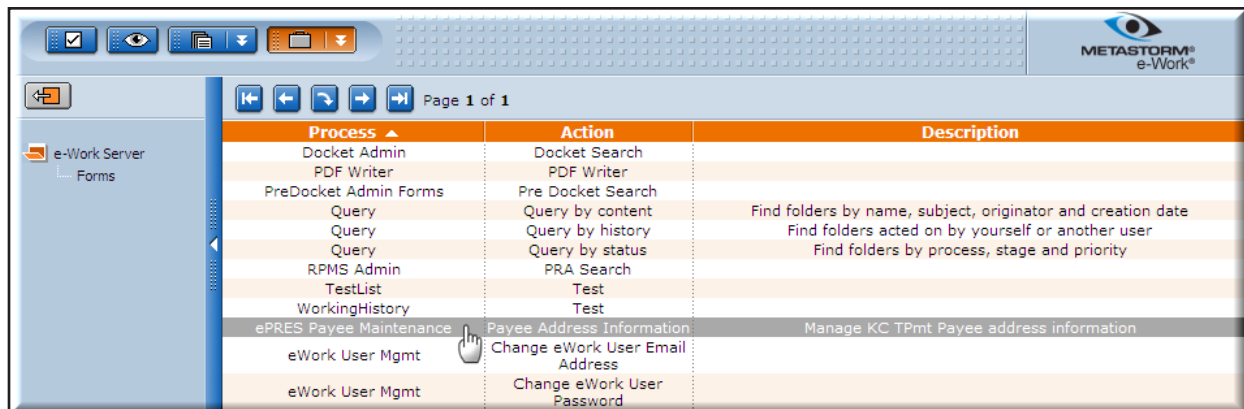 METASTORM®
e-Work®
Page 1 of 1
e-Work Server
Forms
Process Action Description
Docket Admin Docket Search
PDF Writer PDF Writer
PreDocket Admin Forms Pre Docket Search
Query Query by content Find folders by name, subject, originator and creation date
Query Query by history Find folders acted on by yourself or another user
Query Query by status Find folders by process, stage and priority
RPMS Admin PRA Search
TestList Test
WorkingHistory Test
ePRES Payee Maintenance Payee Address Information Manage KC TPmt Payee address information
eWork User Mgmt Change eWork User Email
Address
eWork User Mgmt Change eWork User
Password